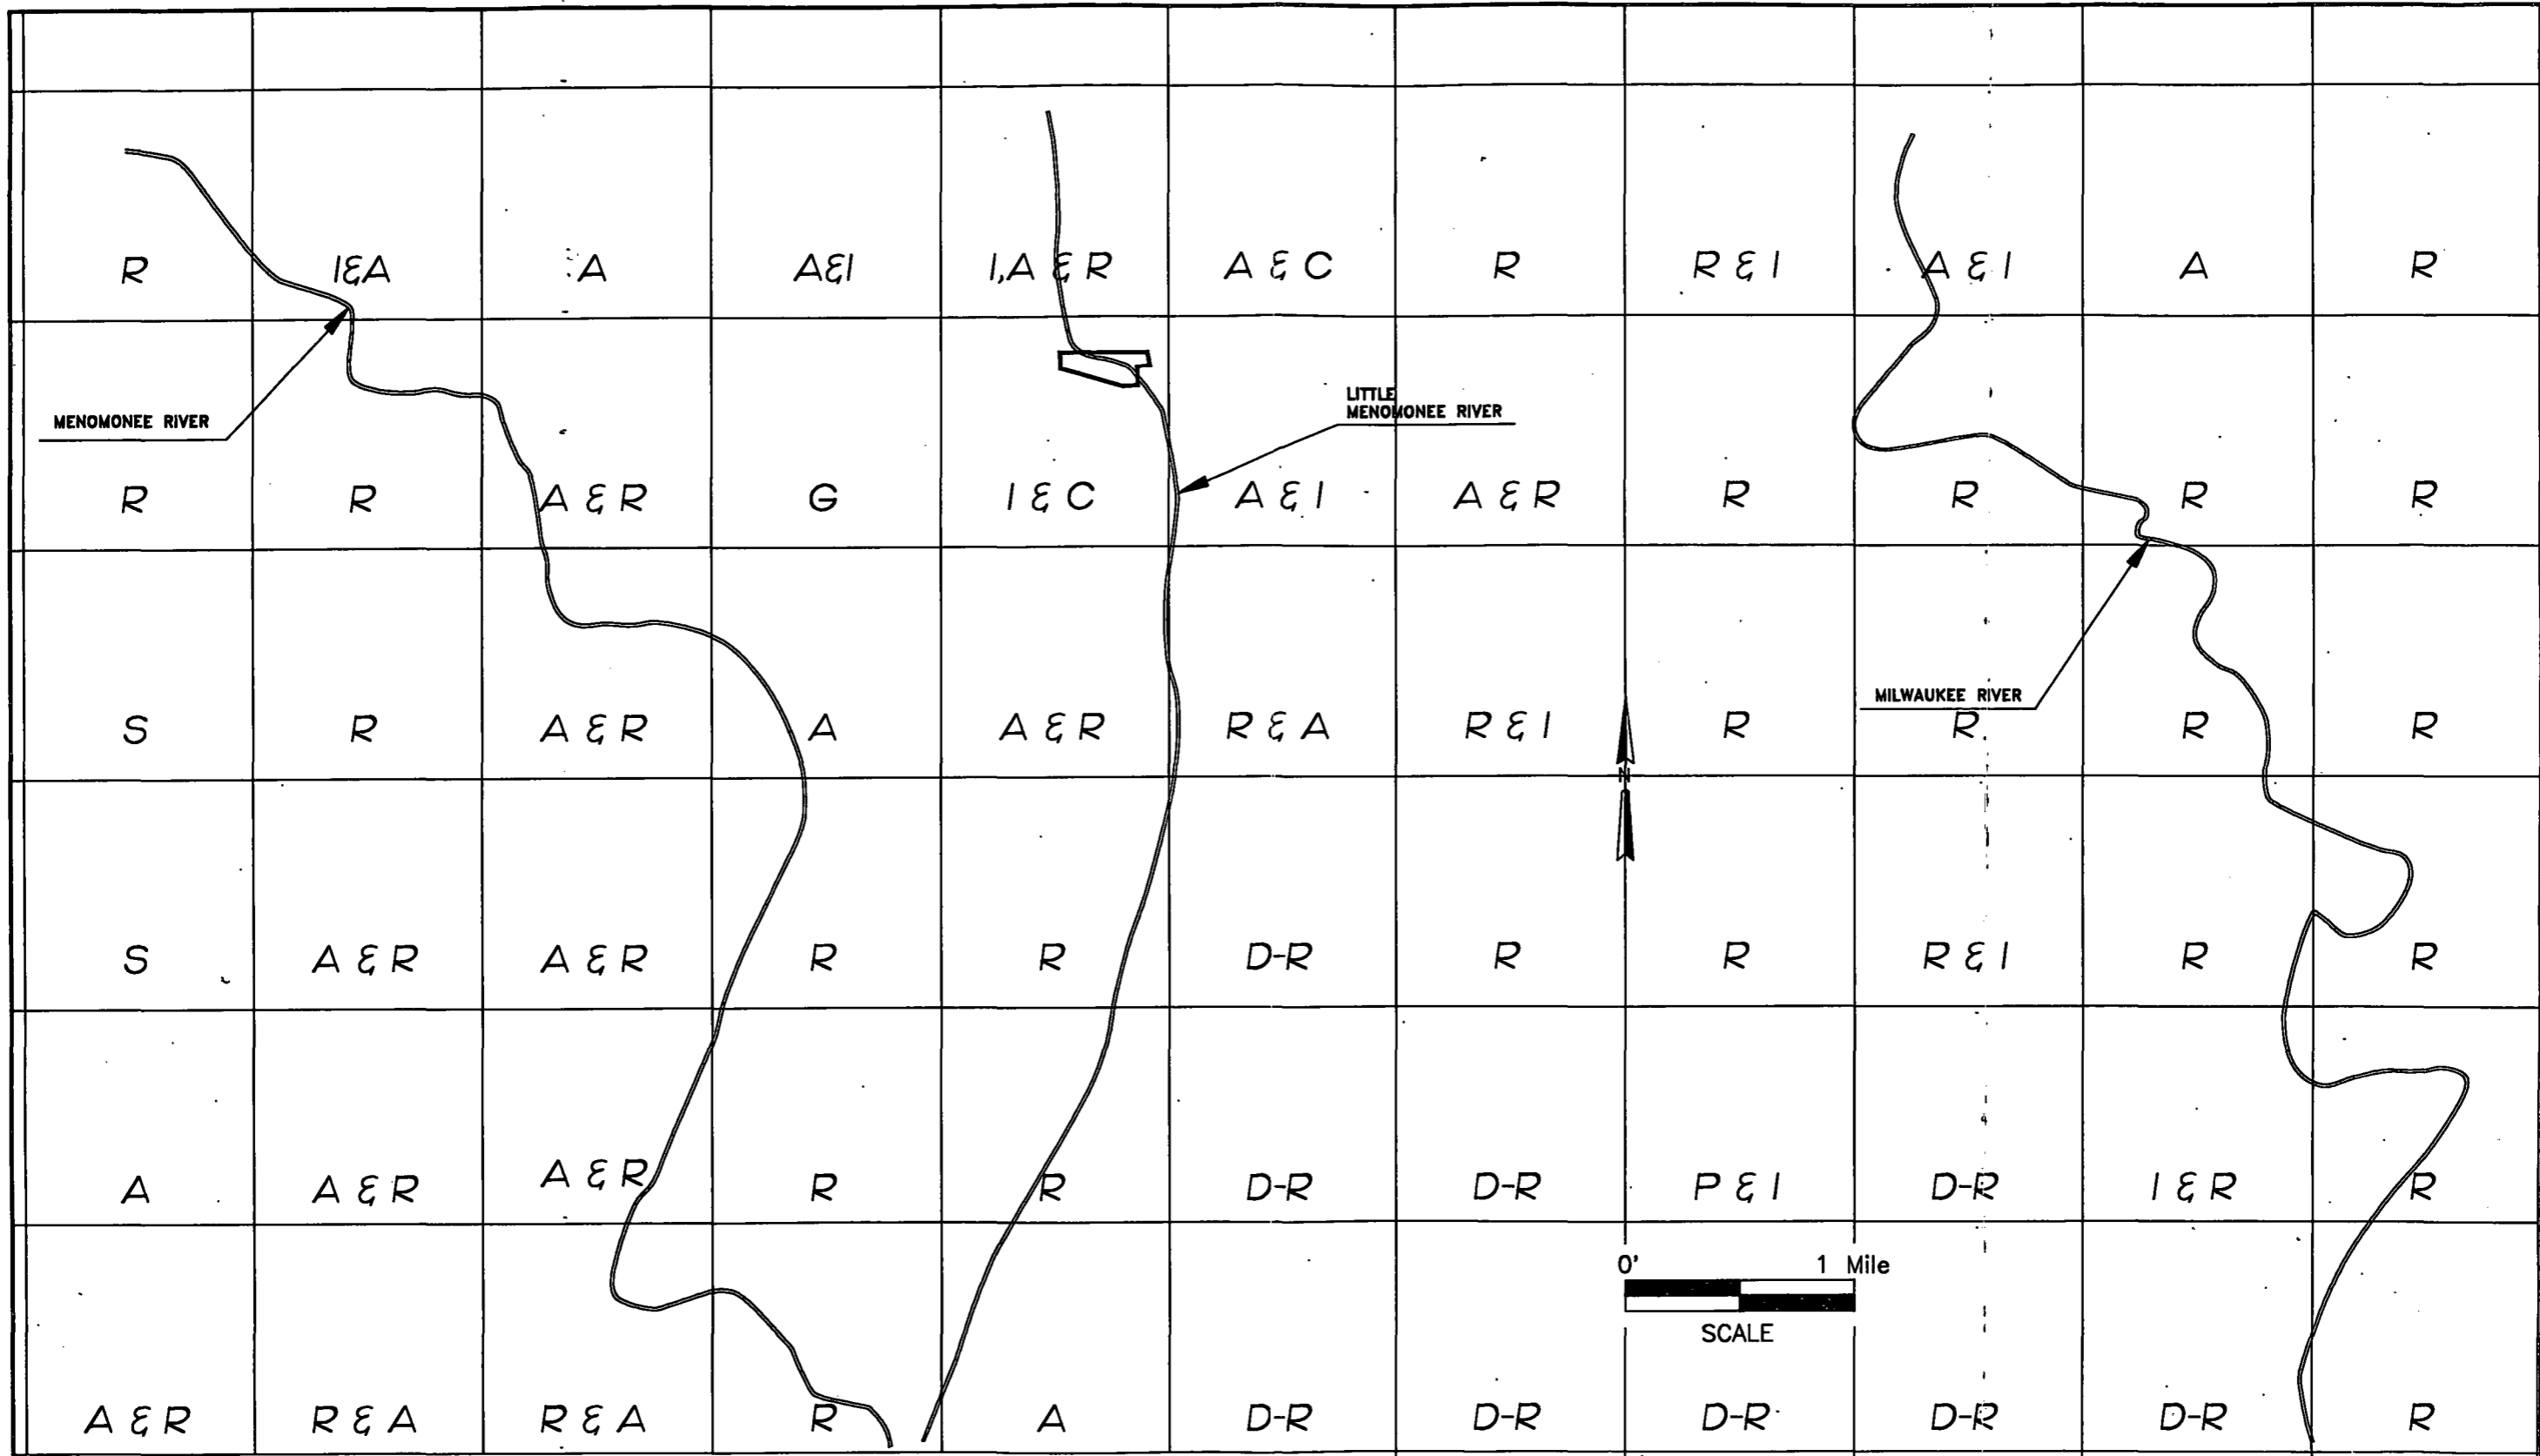 R I&A A A&I I,A & R A & C R R & I A & I A R
MENOMONEE RIVER
LITTLE
MENOMONEE RIVER
R R A & R G I & C A & I A & R R R R R
MILWAUKEE RIVER
S R A & R A A & R R & A R & I R R R R
N
S A & R A & R R R D-R R R R & I R R
A A & R A & R R R D-R D-R P & I D-R I & R R
0' 1 Mile
SCALE
A & R R & A R & A R A D-R D-R D-R D-R D-R R